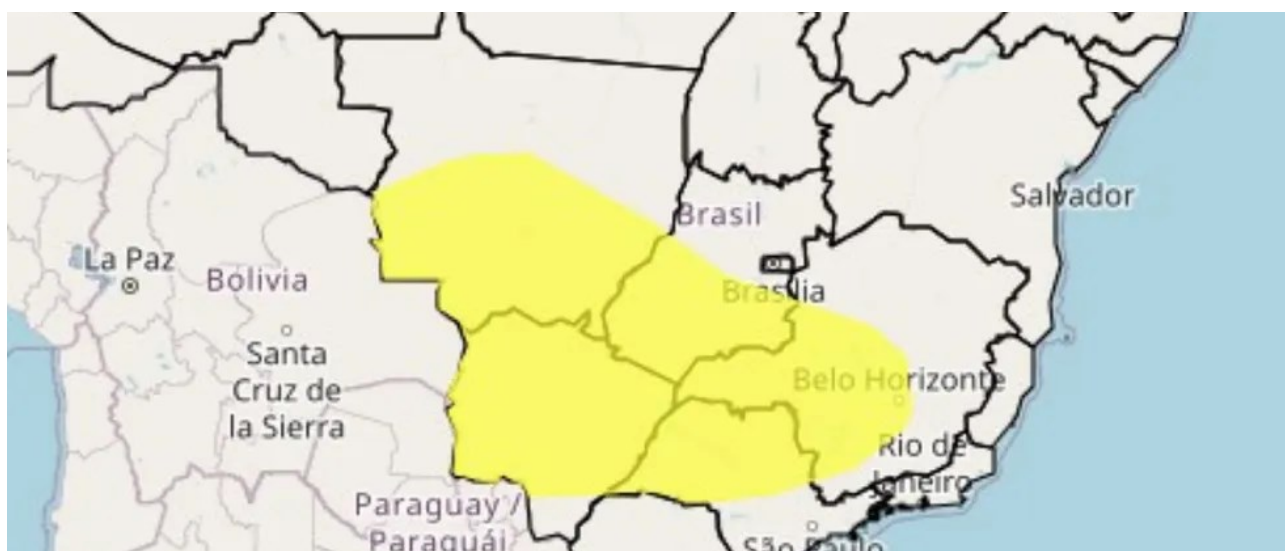 Salvador
Brasil
La Paz
Bolivia
Brasília
Santa
Cruz de
la Sierra
Belo Horizonte
Rio de
Janeiro
Paraguay /
Paraguái
São Paulo